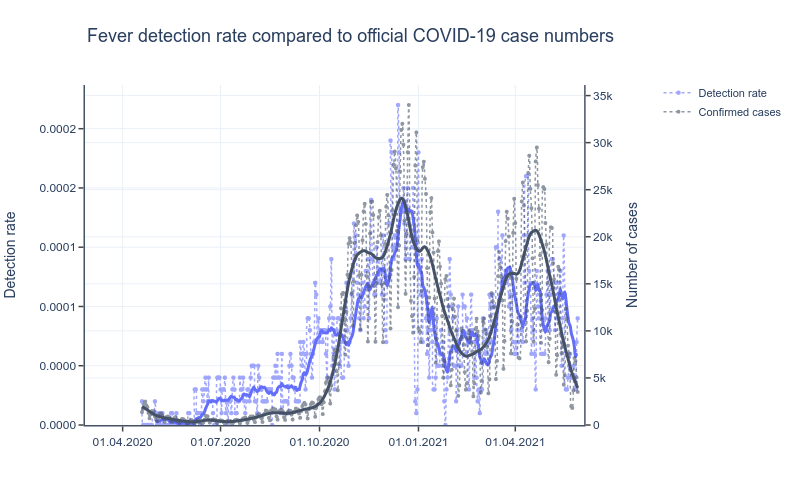 Fever detection rate compared to official COVID-19 case numbers
Detection rate
Confirmed cases
35k
0.0002
30k
0.0002
25k
20k
0.0001
15k
0.0001
10k
0.0000
5k
0.0000
0
Detection rate
Number of cases
01.04.2020
01.07.2020
01.10.2020
01.01.2021
01.04.2021